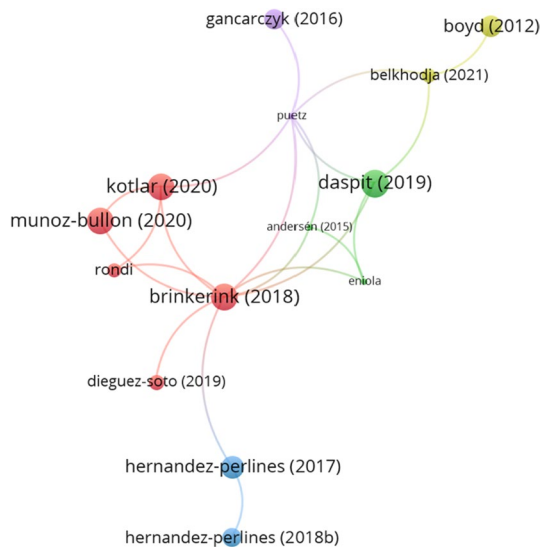 gancarczyk (2016)
boyd (2012)
belkhodja (2021)
puetz
kotlar (2020)
daspit (2019)
munoz-bullon (2020)
andersén (2015)
rondi
eniola
brinkerink (2018)
dieguez-soto (2019)
hernandez-perlines (2017)
hernandez-perlines (2018b)